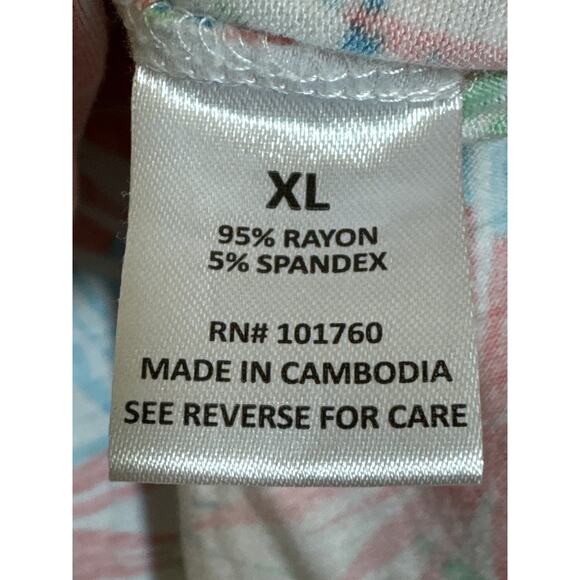 XL
95% RAYON
5% SPANDEX
RN# 101760
MADE IN CAMBODIA
SEE REVERSE FOR CARE